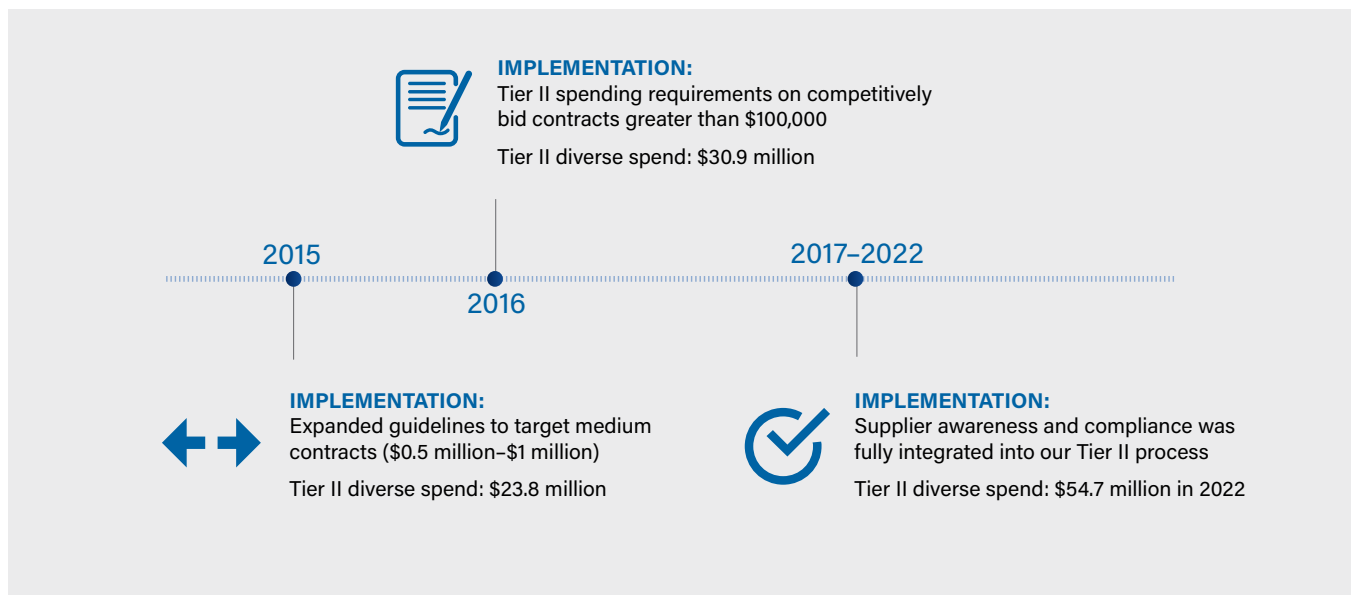 IMPLEMENTATION:
Tier II spending requirements on competitively
bid contracts greater than $100,000
Tier II diverse spend: $30.9 million
2015
2016
2017–2022
IMPLEMENTATION:
Expanded guidelines to target medium
contracts ($0.5 million–$1 million)
Tier II diverse spend: $23.8 million
IMPLEMENTATION:
Supplier awareness and compliance was
fully integrated into our Tier II process
Tier II diverse spend: $54.7 million in 2022